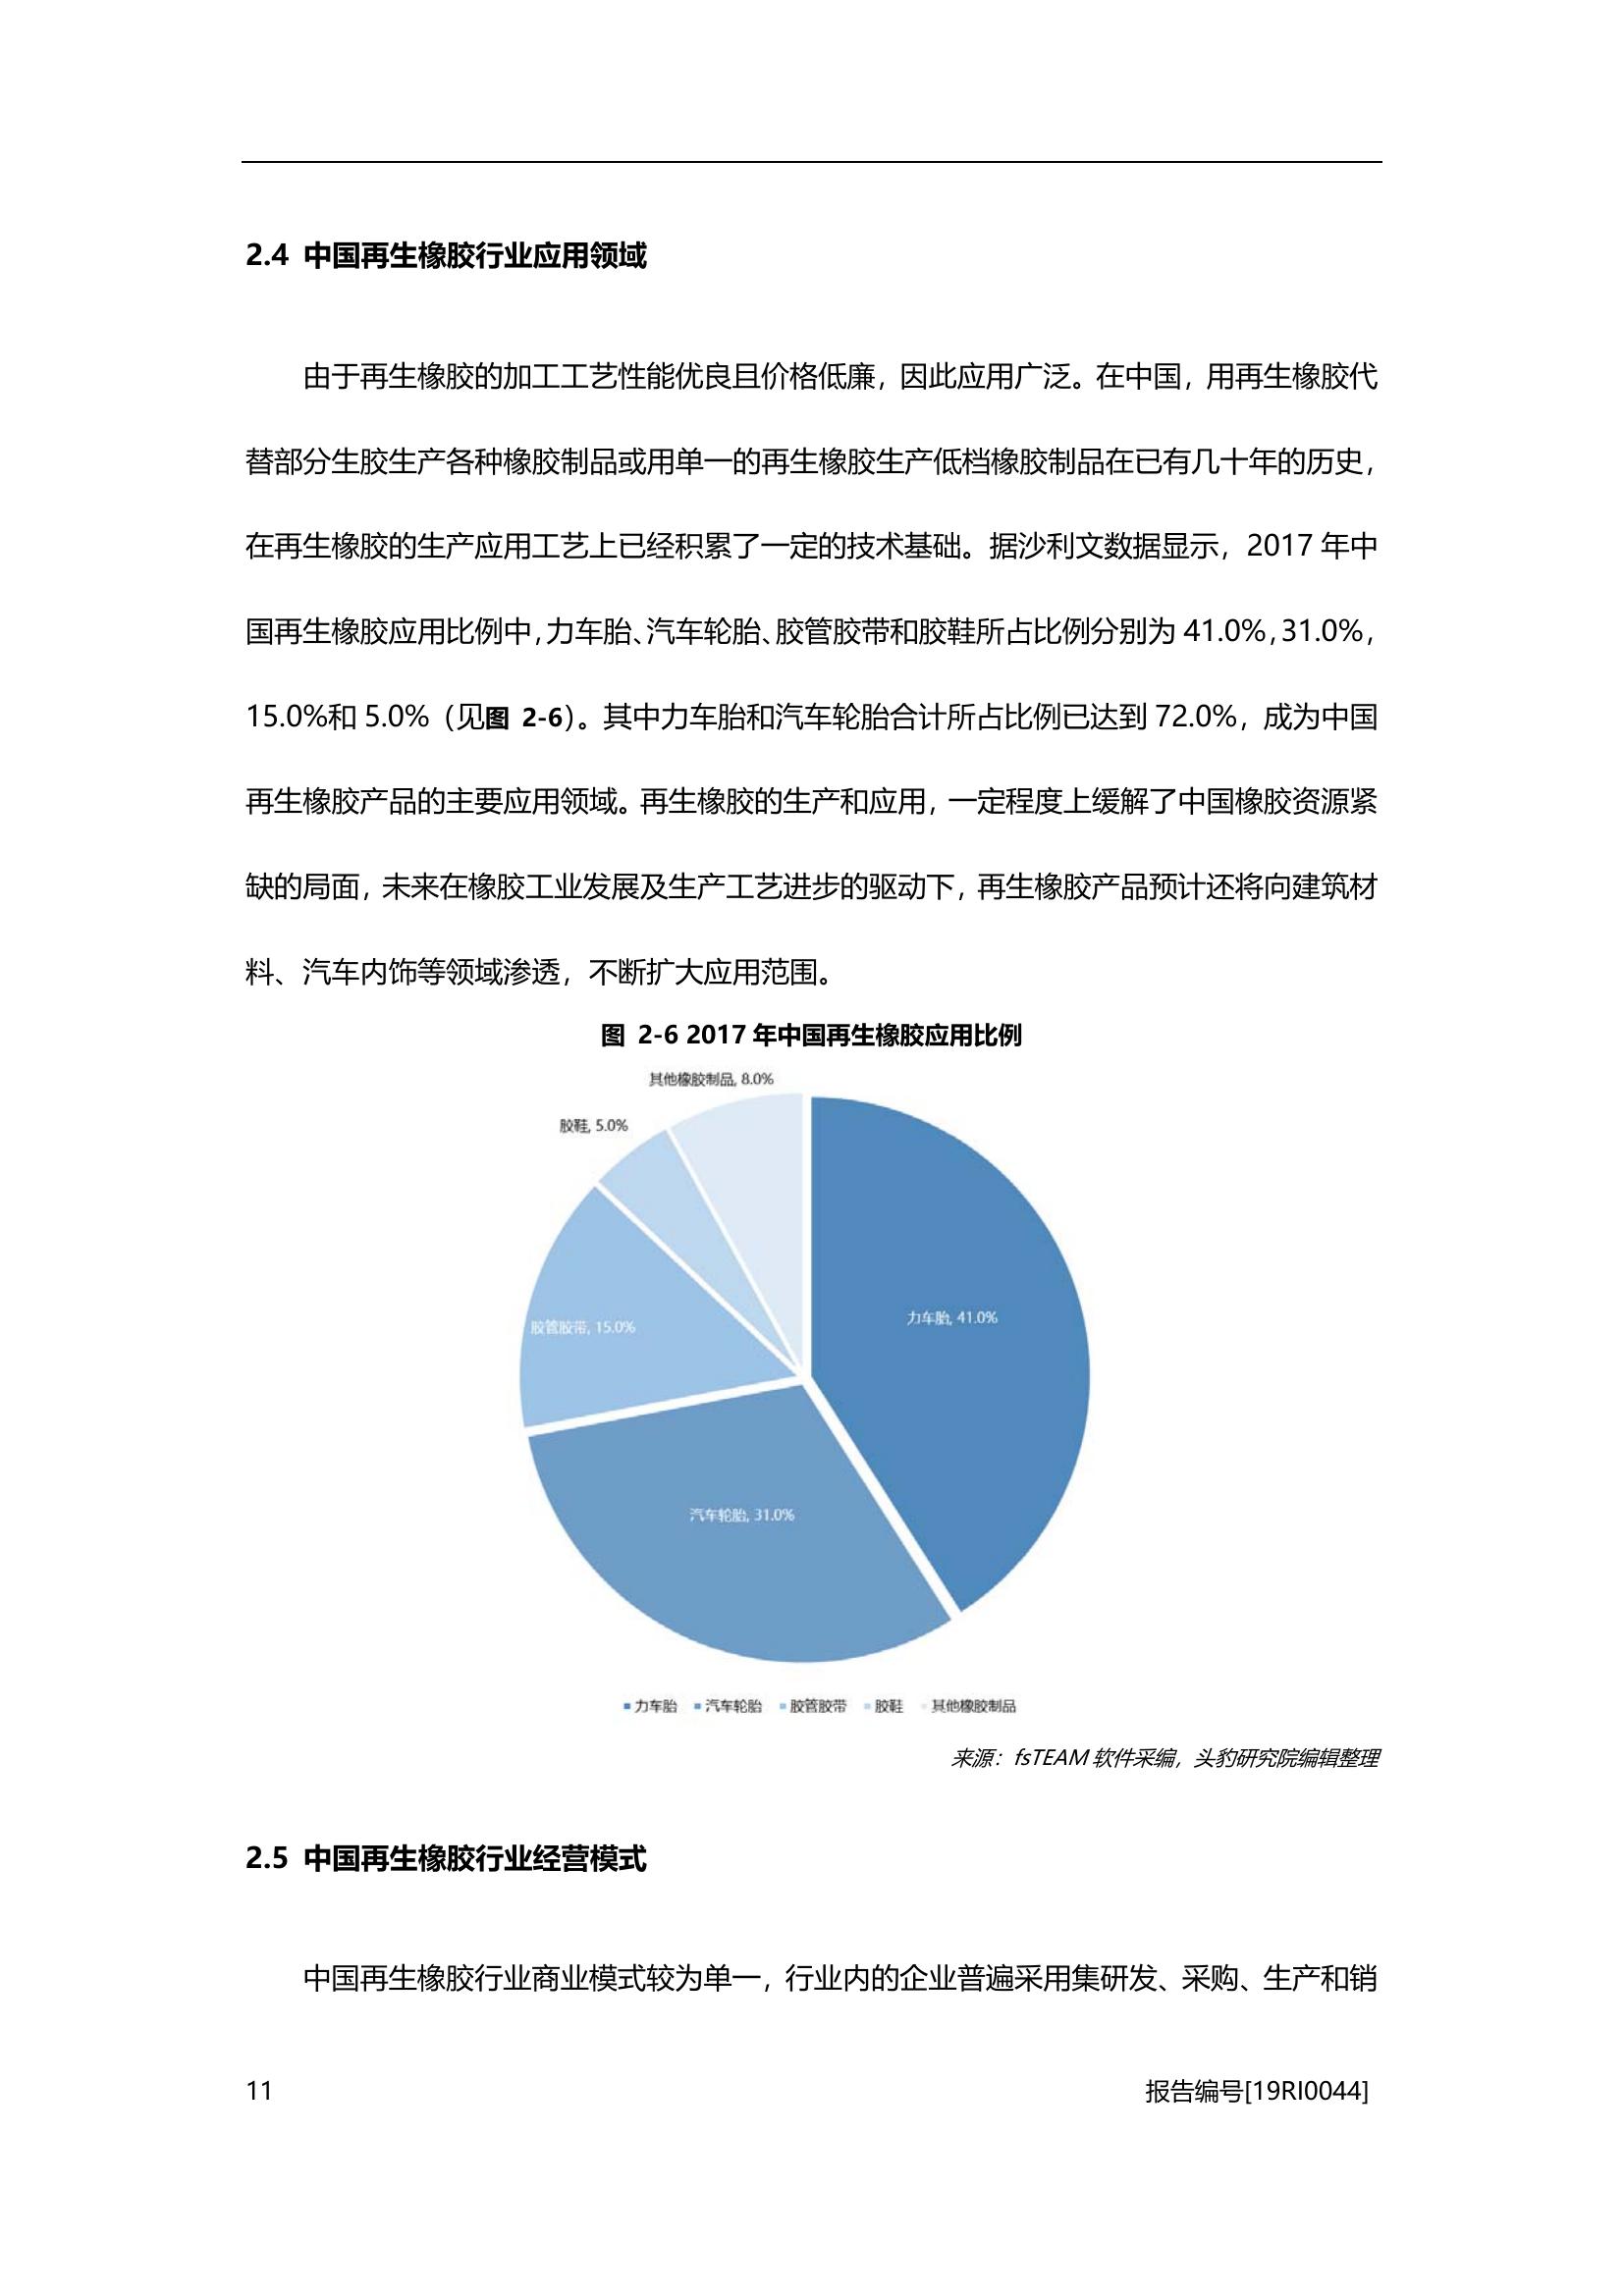 2.4 中国再生橡胶行业应用领域
由于再生橡胶的加工工艺性能优良且价格低廉，因此应用广泛。在中国，用再生橡胶代
替部分生胶生产各种橡胶制品或用单一的再生橡胶生产低档橡胶制品在已有几十年的历史，
在再生橡胶的生产应用工艺上已经积累了一定的技术基础。据沙利文数据显示，2017 年中
国再生橡胶应用比例中，力车胎、汽车轮胎、胶管胶带和胶鞋所占比例分别为 41.0%，31.0%，
15.0%和 5.0%（见图 2-6）。其中力车胎和汽车轮胎合计所占比例已达到 72.0%，成为中国
再生橡胶产品的主要应用领域。再生橡胶的生产和应用，一定程度上缓解了中国橡胶资源紧
缺的局面，未来在橡胶工业发展及生产工艺进步的驱动下，再生橡胶产品预计还将向建筑材
料、汽车内饰等领域渗透，不断扩大应用范围。
图 2-6 2017 年中国再生橡胶应用比例
其他橡胶制品, 8.0%
胶鞋, 5.0%
力车胎, 41.0%
胶管胶带, 15.0%
汽车轮胎, 31.0%
力车胎 汽车轮胎 胶管胶带 胶鞋 其他橡胶制品
来源：fsTEAM 软件采编，头豹研究院编辑整理
2.5 中国再生橡胶行业经营模式
中国再生橡胶行业商业模式较为单一，行业内的企业普遍采用集研发、采购、生产和销
11 报告编号[19RI0044]